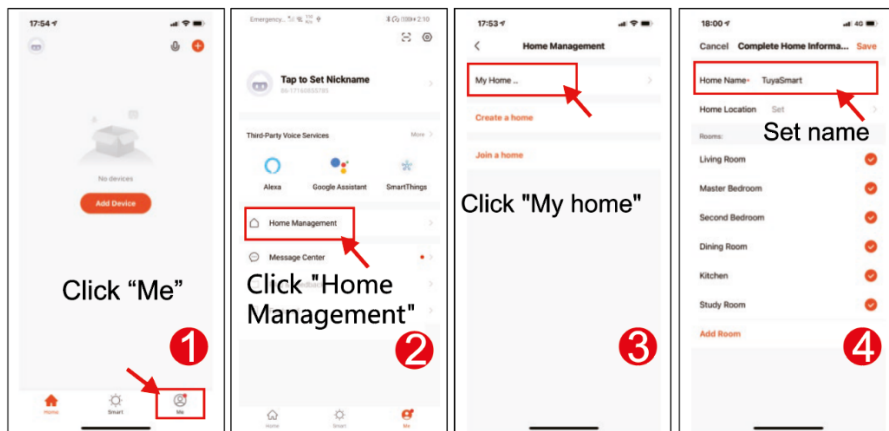 17:54
No devices
Add Device
Click “Me”
1
Home
Smart
Me
Tap to Set Nickname
Third-Party Voice Services
More
Alexa
Google Assistant
SmartThings
Home Management
Message Center
Click "Home
Management"
2
Home
Smart
Me
17:53
Home Management
My Home ..
Create a home
Join a home
Click "My home"
3
18:00
4G
Cancel Complete Home Informa... Save
Home Name* TuyaSmart
Home Location Set
Rooms:
Set name
Living Room
Master Bedroom
Second Bedroom
Dining Room
Kitchen
Study Room
Add Room
4